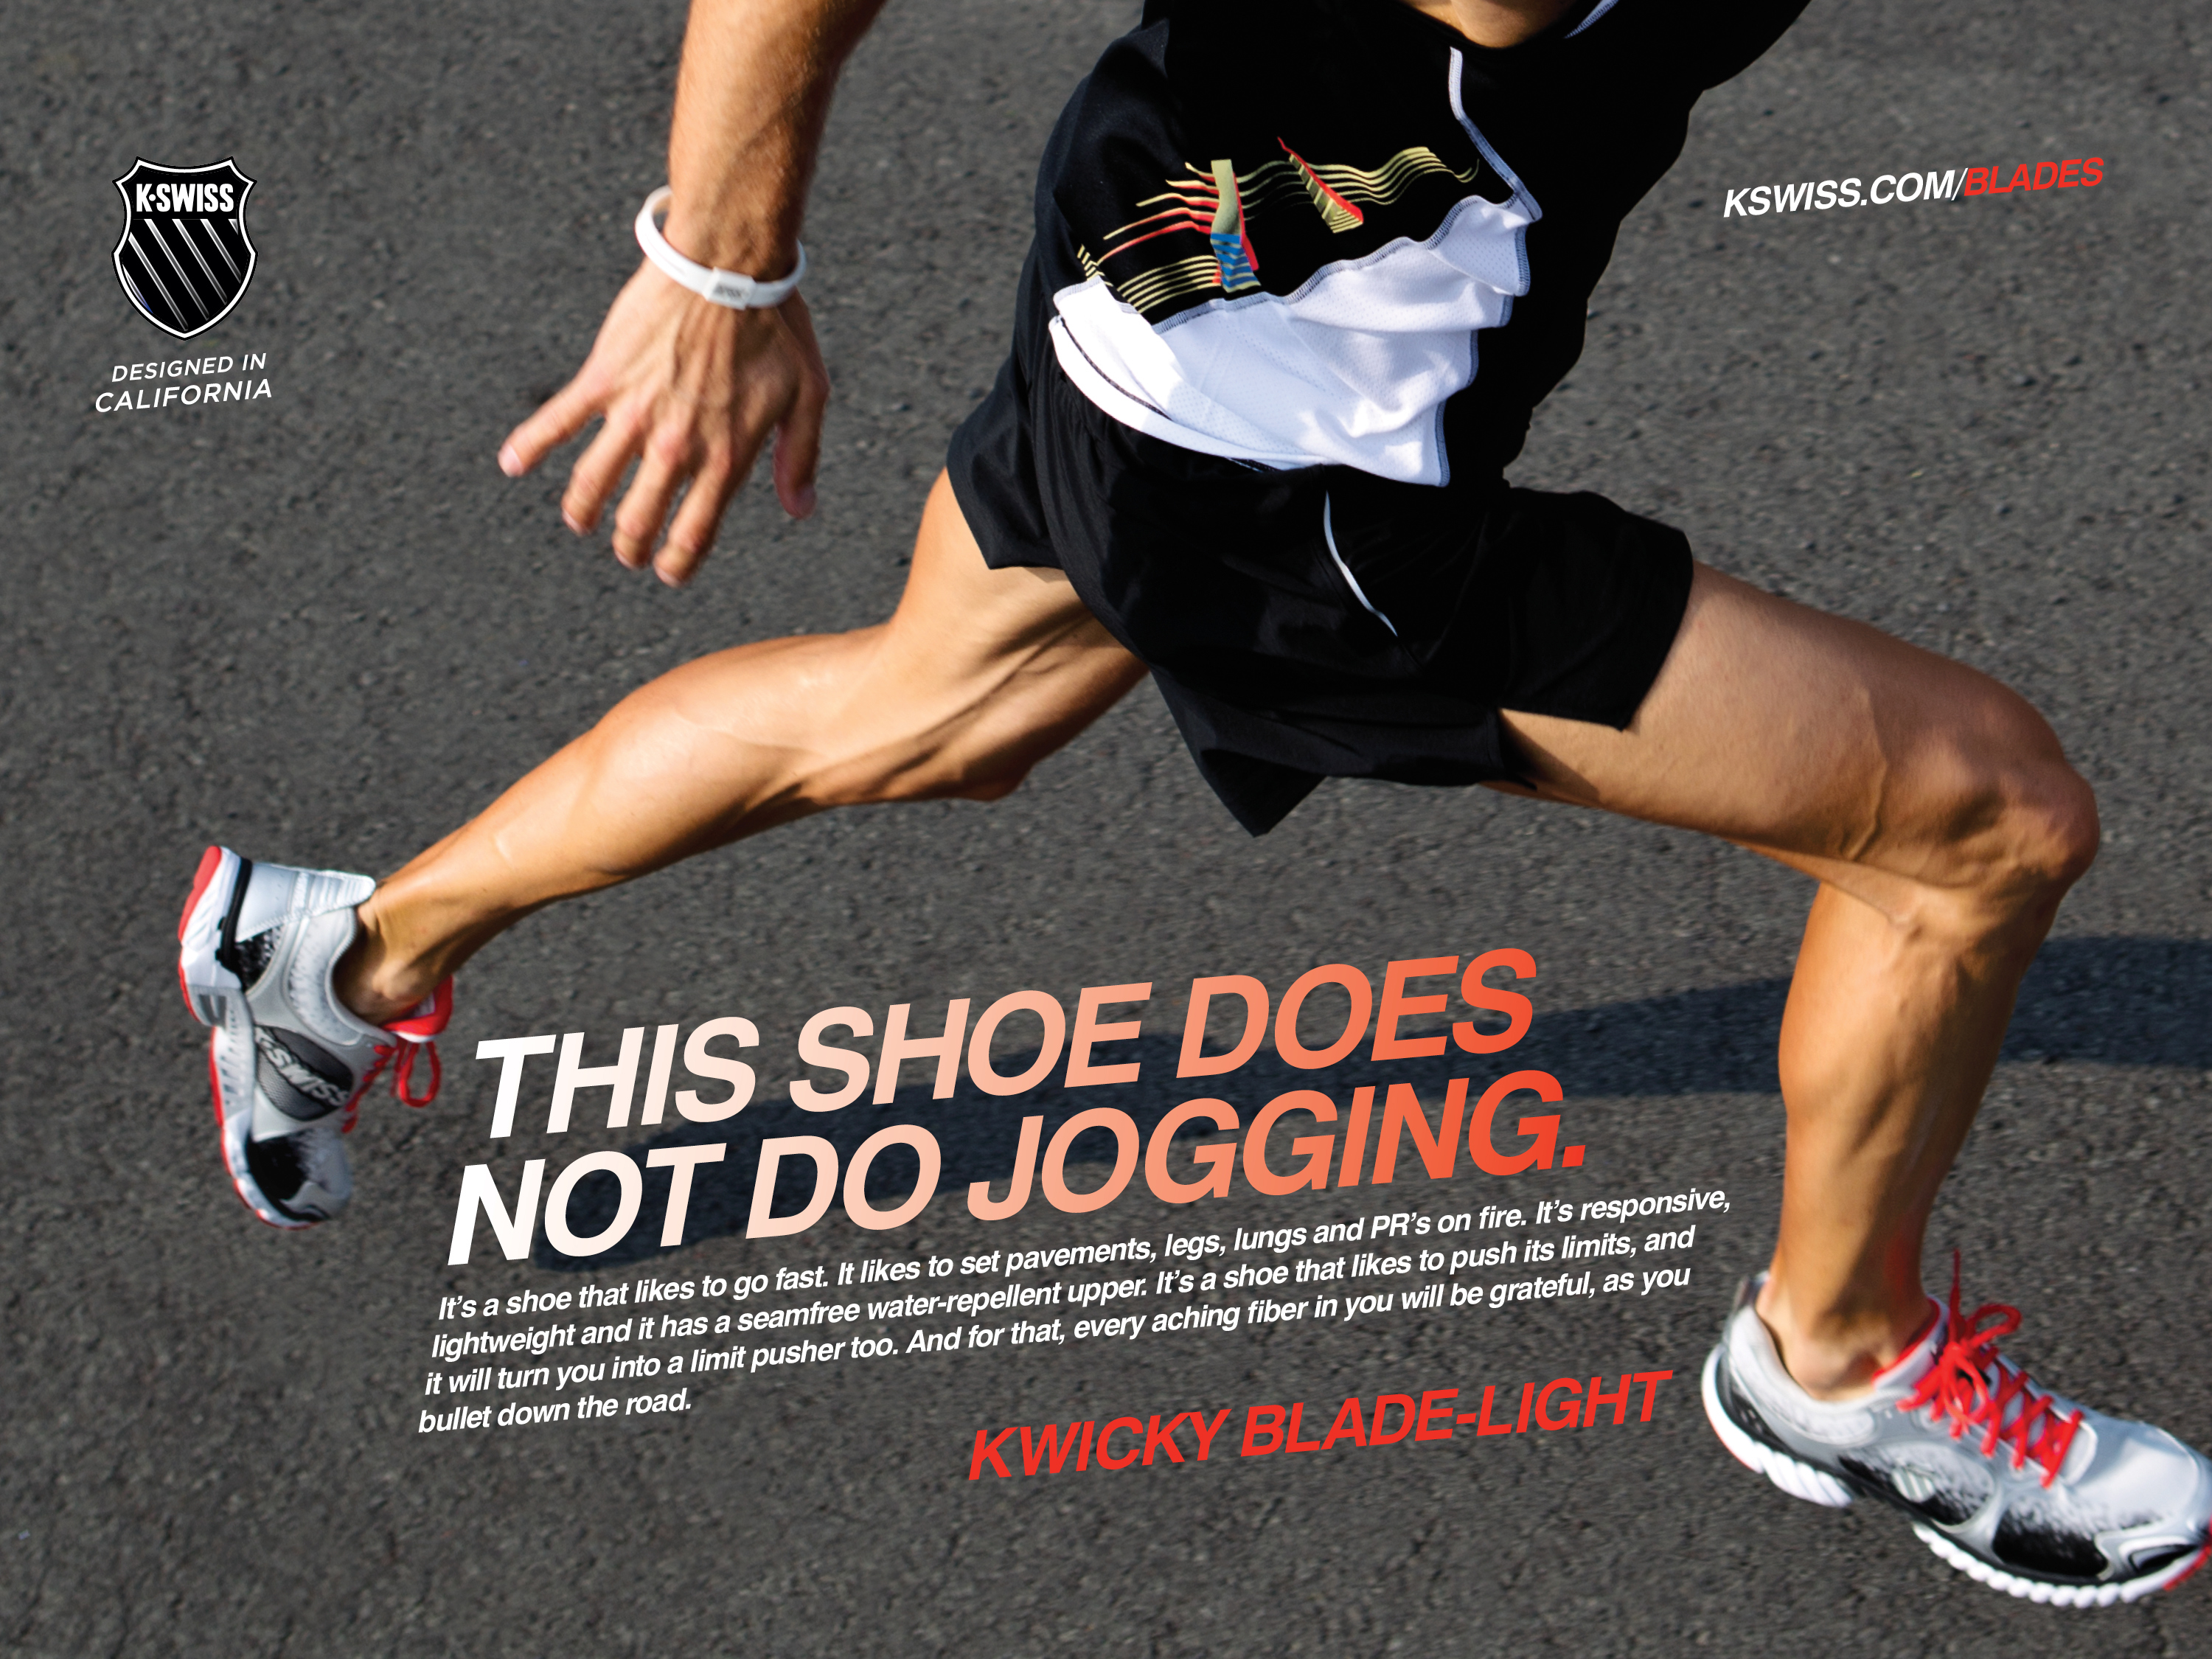 K·SWISS
DESIGNED IN
CALIFORNIA
KSWISS.COM/BLADES
THIS SHOE DOES
NOT DO JOGGING.
It's a shoe that likes to go fast. It likes to set pavements, legs, lungs and PR's on fire. It's responsive,
lightweight and it has a seamfree water-repellent upper. It's a shoe that likes to push its limits, and
it will turn you into a limit pusher too. And for that, every aching fiber in you will be grateful, as you
bullet down the road.
KWICKY BLADE-LIGHT
KSWISS